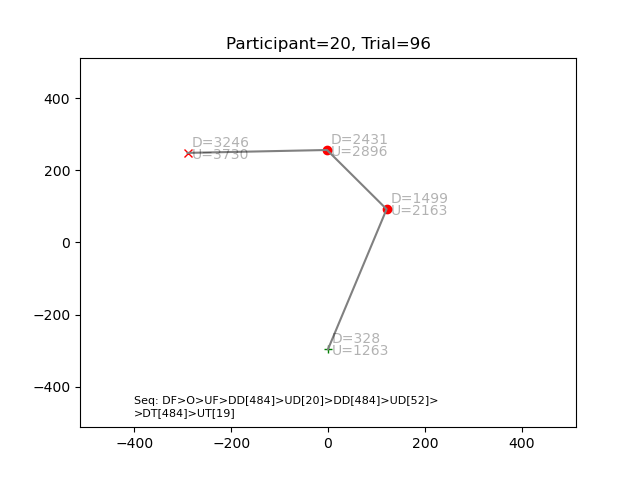 Participant=20, Trial=96
400
200
0
−200
−400
D=3246
U=3730
D=2431
U=2896
D=1499
U=2163
D=328
U=1263
Seq: DF>O>UF>DD[484]>UD[20]>DD[484]>UD[52]>
>DT[484]>UT[19]
−400
−200
0
200
400